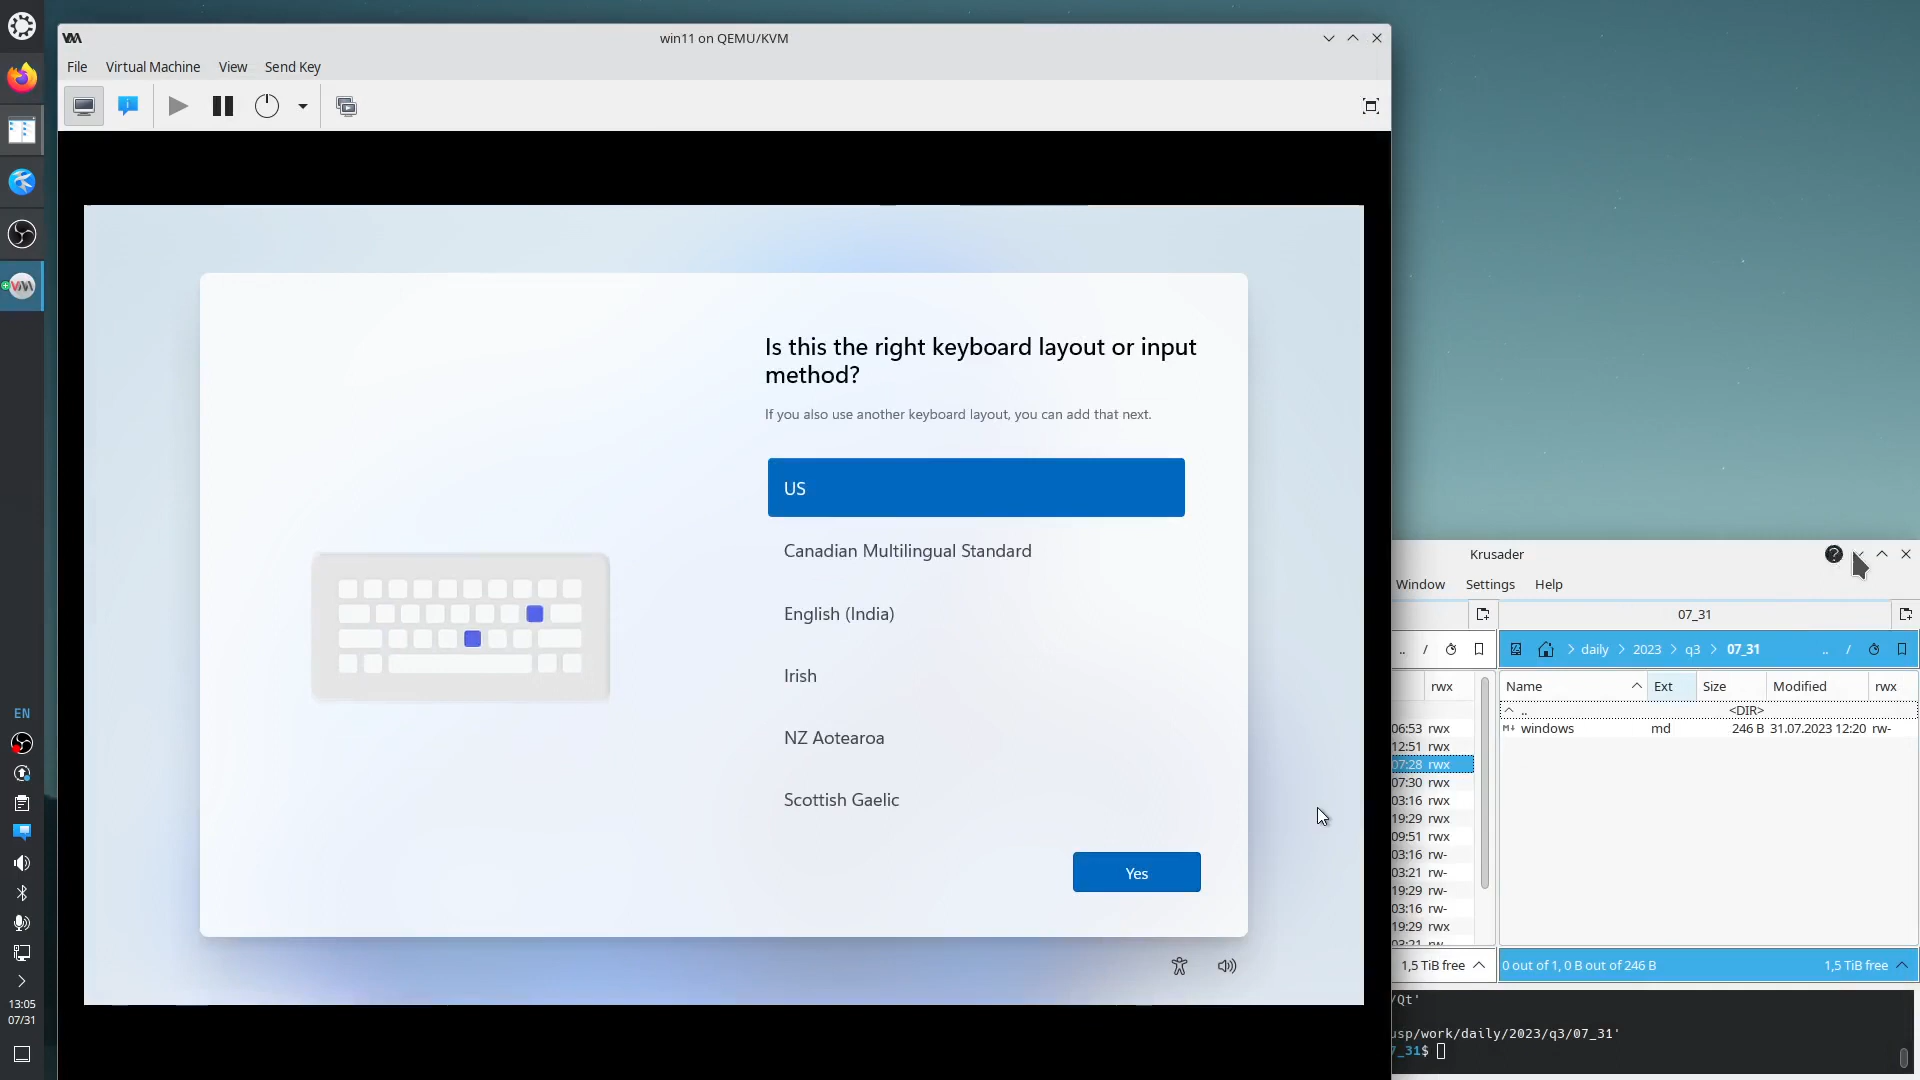 win11 on QEMU/KVM
File Virtual Machine View Send Key
Is this the right keyboard layout or input
method?
If you also use another keyboard layout, you can add that next.
US
Canadian Multilingual Standard
English (India)
Irish
NZ Aotearoa
Scottish Gaelic
Yes
Krusader
Window Settings Help
07_31
.. / daily 2023 q3 07_31 .. /
rwx Name Ext Size Modified rwx
.. <DIR>
06:53 rwx windows md 246 B 31.07.2023 12:20 rw-
12:51 rwx
07:28 rwx
07:30 rwx
03:16 rwx
19:29 rwx
09:51 rwx
03:16 rw-
03:21 rw-
19:29 rw-
03:16 rw-
19:29 rwx
03:21 rw-
1,5 TiB free 0 out of 1, 0 B out of 246 B 1,5 TiB free
/Qt'
usp/work/daily/2023/q3/07_31'
7_31$
EN
13:05
07/31